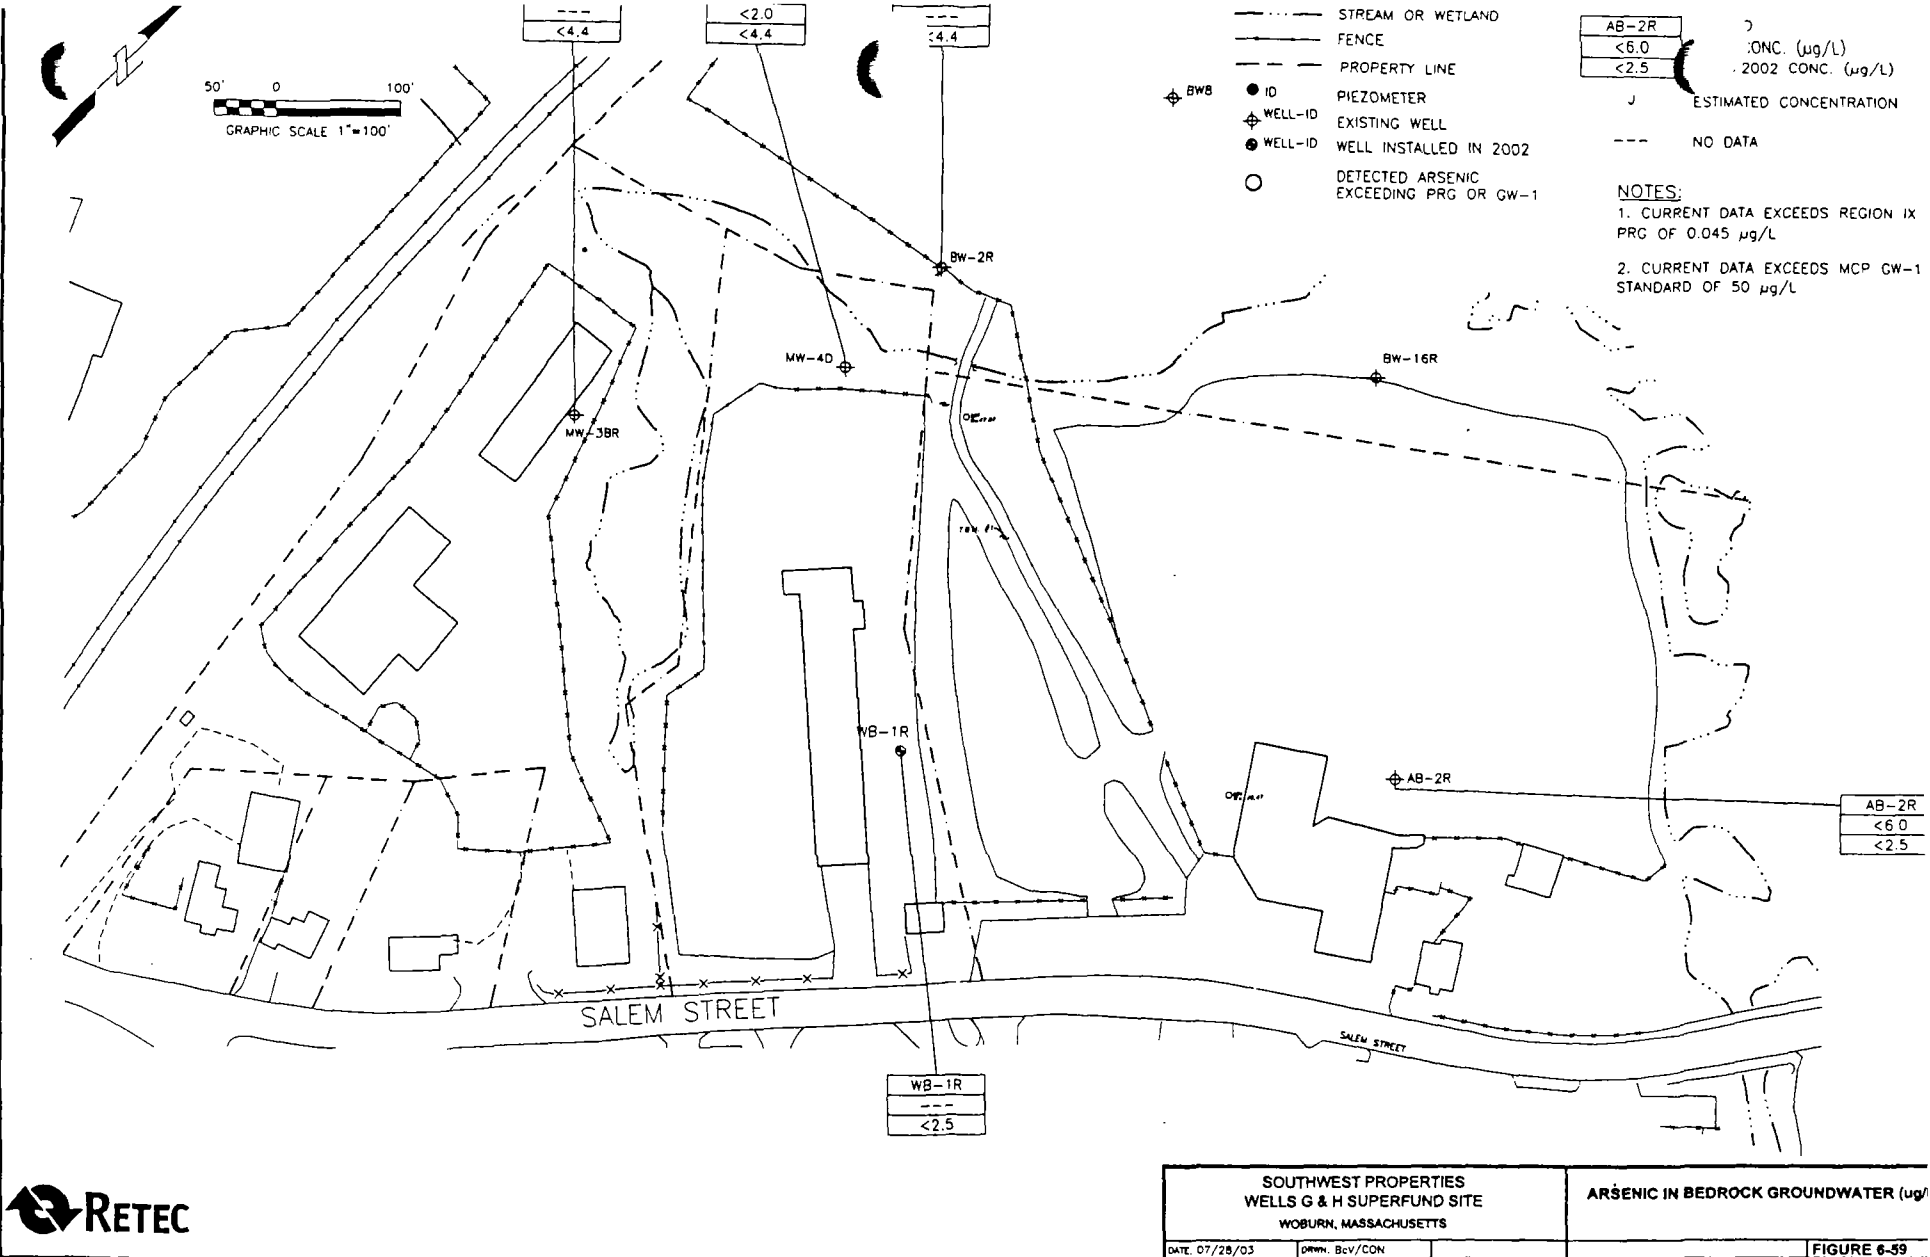 ---
<4.4
<2.0
<4.4
---
<4.4
50' 0 100'
GRAPHIC SCALE 1"=100'
STREAM OR WETLAND
FENCE
PROPERTY LINE
BW8
ID PIEZOMETER
WELL-ID EXISTING WELL
WELL-ID WELL INSTALLED IN 2002
DETECTED ARSENIC
EXCEEDING PRG OR GW-1
AB-2R
<6.0
<2.5
CONC. (µg/L)
2002 CONC. (µg/L)
J ESTIMATED CONCENTRATION
--- NO DATA
NOTES:
1. CURRENT DATA EXCEEDS REGION IX
PRG OF 0.045 µg/L
2. CURRENT DATA EXCEEDS MCP GW-1
STANDARD OF 50 µg/L
BW-2R
MW-4D
BW-16R
MW-3BR
WB-1R
AB-2R
AB-2R
<6.0
<2.5
SALEM STREET
SALEM STREET
WB-1R
---
<2.5
RETEC
SOUTHWEST PROPERTIES
WELLS G & H SUPERFUND SITE
WOBURN, MASSACHUSETTS
ARSENIC IN BEDROCK GROUNDWATER (ug/
DATE: 07/28/03
DRWN: BCV/CON
FIGURE 6-59